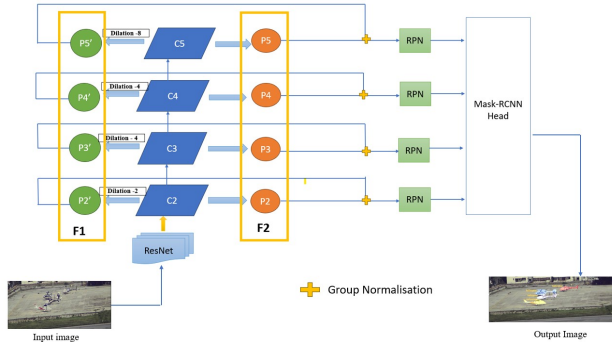 Dilation -8
P5'
C5
P5
RPN
Dilation -4
P4'
C4
P4
RPN
Mask-RCNN
Head
Dilation - 4
P3'
C3
P3
RPN
Dilation -2
P2'
C2
P2
RPN
F1
F2
ResNet
Group Normalisation
Input image
Output Image